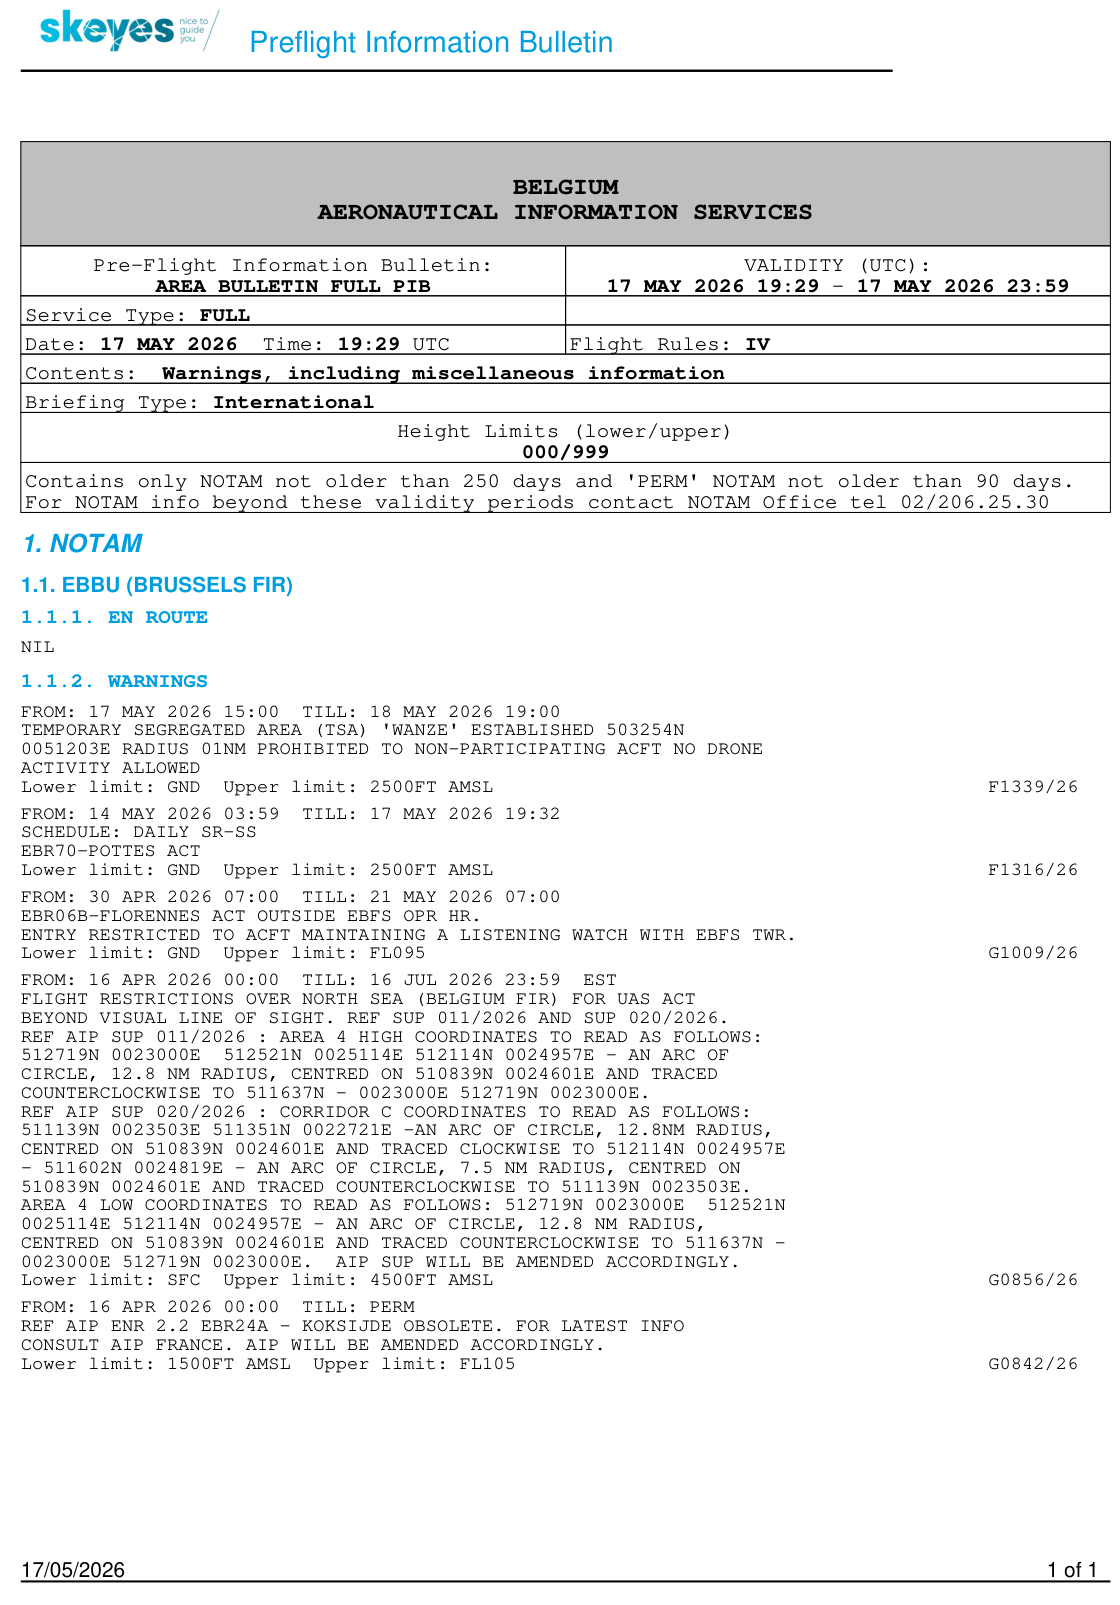 skeyes nice to guide you
Preflight Information Bulletin
BELGIUM
AERONAUTICAL INFORMATION SERVICES
Pre-Flight Information Bulletin:
AREA BULLETIN FULL PIB
VALIDITY (UTC):
17 MAY 2026 19:29 - 17 MAY 2026 23:59
Service Type: FULL
Date: 17 MAY 2026  Time: 19:29 UTC
Flight Rules: IV
Contents:  Warnings, including miscellaneous information
Briefing Type: International
Height Limits (lower/upper)
000/999
Contains only NOTAM not older than 250 days and 'PERM' NOTAM not older than 90 days.
For NOTAM info beyond these validity periods contact NOTAM Office tel 02/206.25.30
1. NOTAM
1.1. EBBU (BRUSSELS FIR)
1.1.1. EN ROUTE
NIL
1.1.2. WARNINGS
FROM: 17 MAY 2026 15:00  TILL: 18 MAY 2026 19:00
TEMPORARY SEGREGATED AREA (TSA) 'WANZE' ESTABLISHED 503254N
0051203E RADIUS 01NM PROHIBITED TO NON-PARTICIPATING ACFT NO DRONE
ACTIVITY ALLOWED
Lower limit: GND  Upper limit: 2500FT AMSL F1339/26
FROM: 14 MAY 2026 03:59  TILL: 17 MAY 2026 19:32
SCHEDULE: DAILY SR-SS
EBR70-POTTES ACT
Lower limit: GND  Upper limit: 2500FT AMSL F1316/26
FROM: 30 APR 2026 07:00  TILL: 21 MAY 2026 07:00
EBR06B-FLORENNES ACT OUTSIDE EBFS OPR HR.
ENTRY RESTRICTED TO ACFT MAINTAINING A LISTENING WATCH WITH EBFS TWR.
Lower limit: GND  Upper limit: FL095 G1009/26
FROM: 16 APR 2026 00:00  TILL: 16 JUL 2026 23:59  EST
FLIGHT RESTRICTIONS OVER NORTH SEA (BELGIUM FIR) FOR UAS ACT
BEYOND VISUAL LINE OF SIGHT. REF SUP 011/2026 AND SUP 020/2026.
REF AIP SUP 011/2026 : AREA 4 HIGH COORDINATES TO READ AS FOLLOWS:
512719N 0023000E  512521N 0025114E 512114N 0024957E - AN ARC OF
CIRCLE, 12.8 NM RADIUS, CENTRED ON 510839N 0024601E AND TRACED
COUNTERCLOCKWISE TO 511637N - 0023000E 512719N 0023000E.
REF AIP SUP 020/2026 : CORRIDOR C COORDINATES TO READ AS FOLLOWS:
511139N 0023503E 511351N 0022721E -AN ARC OF CIRCLE, 12.8NM RADIUS,
CENTRED ON 510839N 0024601E AND TRACED CLOCKWISE TO 512114N 0024957E
- 511602N 0024819E - AN ARC OF CIRCLE, 7.5 NM RADIUS, CENTRED ON
510839N 0024601E AND TRACED COUNTERCLOCKWISE TO 511139N 0023503E.
AREA 4 LOW COORDINATES TO READ AS FOLLOWS: 512719N 0023000E  512521N
0025114E 512114N 0024957E - AN ARC OF CIRCLE, 12.8 NM RADIUS,
CENTRED ON 510839N 0024601E AND TRACED COUNTERCLOCKWISE TO 511637N -
0023000E 512719N 0023000E.  AIP SUP WILL BE AMENDED ACCORDINGLY.
Lower limit: SFC  Upper limit: 4500FT AMSL G0856/26
FROM: 16 APR 2026 00:00  TILL: PERM
REF AIP ENR 2.2 EBR24A - KOKSIJDE OBSOLETE. FOR LATEST INFO
CONSULT AIP FRANCE. AIP WILL BE AMENDED ACCORDINGLY.
Lower limit: 1500FT AMSL  Upper limit: FL105 G0842/26
17/05/2026 1 of 1